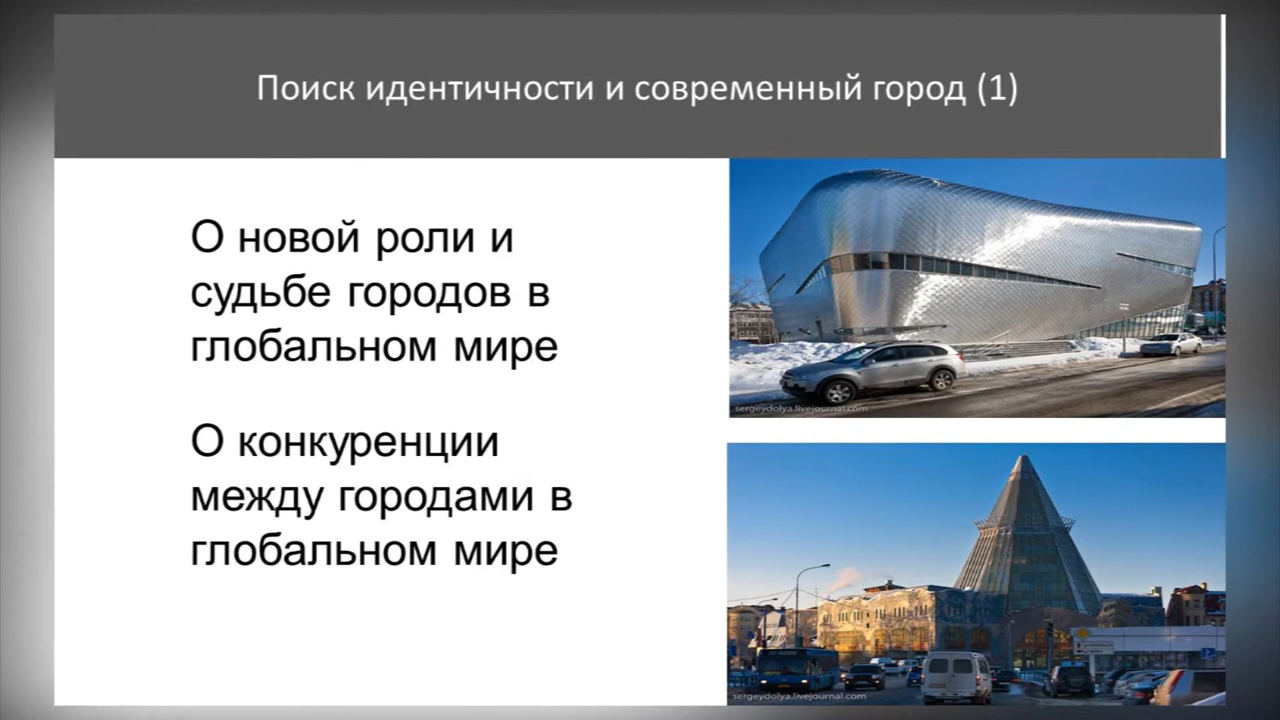 Поиск идентичности и современный город (1)
О новой роли и
судьбе городов в
глобальном мире
О конкуренции
между городами в
глобальном мире
sergeydolya.livejournal.com
sergeydolya.livejournal.com